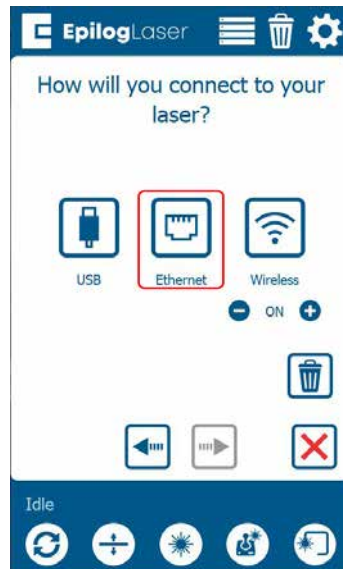 EpilogLaser
How will you connect to your
laser?
USB
Ethernet
Wireless
ON
Idle